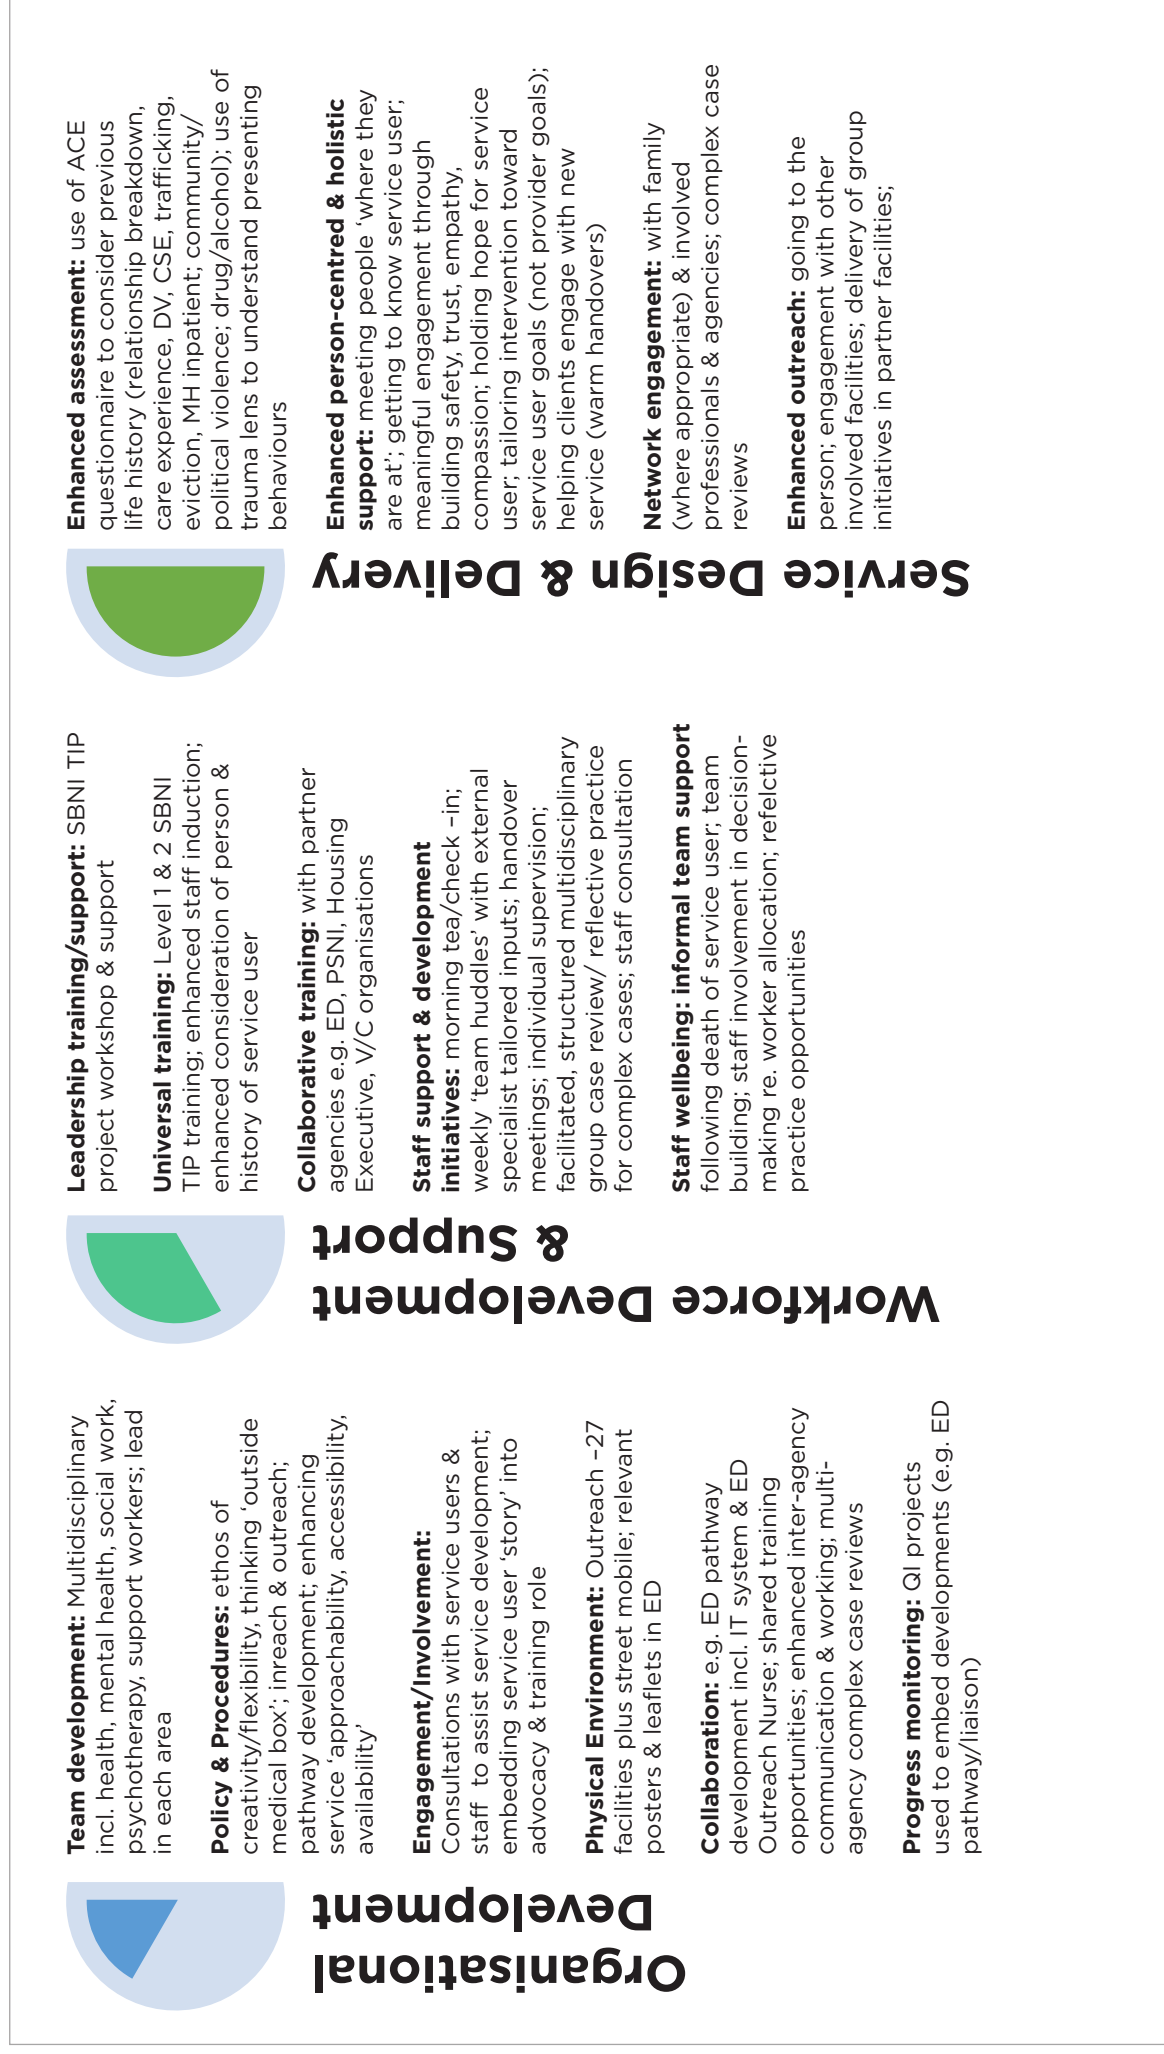 Organisational
Development
Team development: Multidisciplinary
incl. health, mental health, social work,
psychotherapy, support workers; lead
in each area
Policy & Procedures: ethos of
creativity/flexibility, thinking ‘outside
medical box’; inreach & outreach;
pathway development; enhancing
service ‘approachability, accessibility,
availability’
Engagement/Involvement:
Consultations with service users &
staff  to assist service development;
embedding service user ‘story’ into
advocacy & training role
Physical Environment: Outreach –27
facilities plus street mobile; relevant
posters & leaflets in ED
Collaboration: e.g. ED pathway
development incl. IT system & ED
Outreach Nurse; shared training
opportunities; enhanced inter-agency
communication & working; multi-
agency complex case reviews
Progress monitoring: QI projects
used to embed developments (e.g. ED
pathway/liaison)
Workforce Development
& Support
Leadership training/support: SBNI TIP
project workshop & support
Universal training: Level 1 & 2 SBNI
TIP training; enhanced staff induction;
enhanced consideration of person &
history of service user
Collaborative training: with partner
agencies e.g. ED, PSNI, Housing
Executive, V/C organisations
Staff support & development
initiatives: morning tea/check –in;
weekly ‘team huddles’ with external
specialist tailored inputs; handover
meetings; individual supervision;
facilitated, structured multidisciplinary
group case review/ reflective practice
for complex cases; staff consultation
Staff wellbeing: informal team support
following death of service user; team
building; staff involvement in decision-
making re. worker allocation; refelctive
practice opportunities
Service Design & Delivery
Enhanced assessment: use of ACE
questionnaire to consider previous
life history (relationship breakdown,
care experience, DV, CSE, trafficking,
eviction, MH inpatient; community/
political violence; drug/alcohol); use of
trauma lens to understand presenting
behaviours
Enhanced person-centred & holistic
support: meeting people ‘where they
are at’; getting to know service user;
meaningful engagement through
building safety, trust, empathy,
compassion; holding hope for service
user; tailoring intervention toward
service user goals (not provider goals);
helping clients engage with new
service (warm handovers)
Network engagement: with family
(where appropriate) & involved
professionals & agencies; complex case
reviews
Enhanced outreach: going to the
person; engagement with other
involved facilities; delivery of group
initiatives in partner facilities;